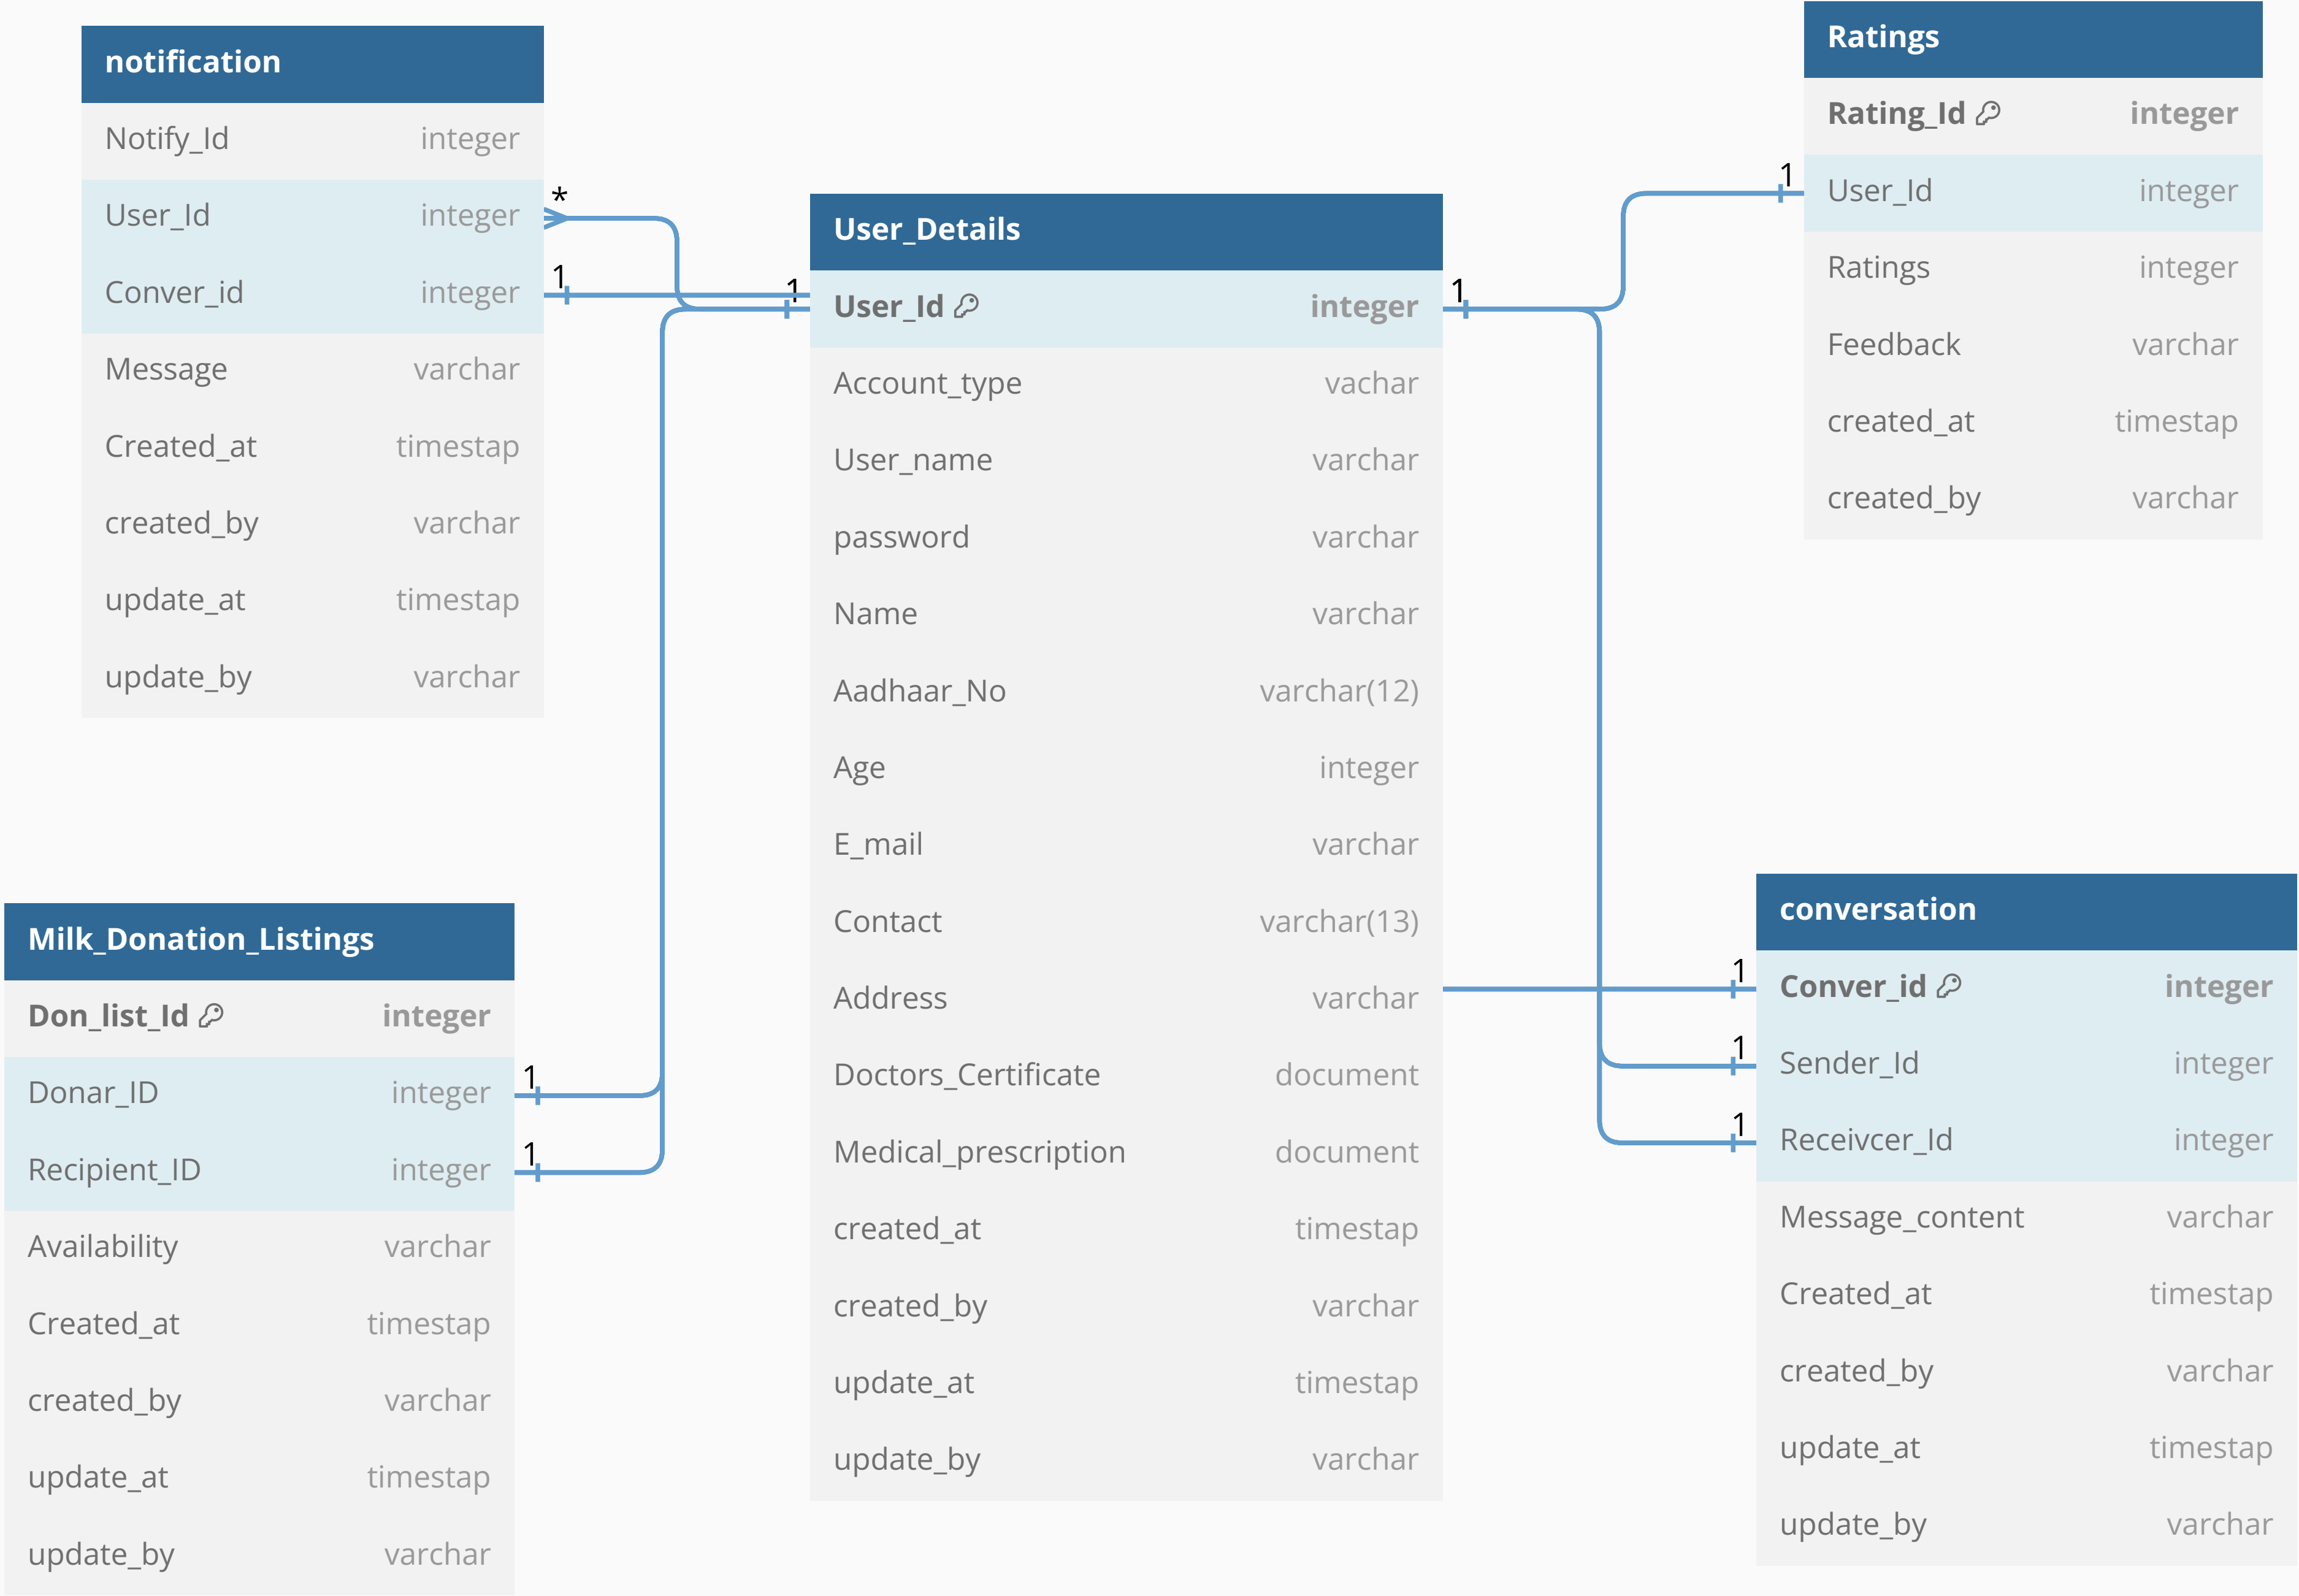 notification
Notify_Id integer
*
User_Id integer
1
Conver_id integer
Message varchar
Created_at timestap
created_by varchar
update_at timestap
update_by varchar
Milk_Donation_Listings
Don_list_Id integer
1
Donar_ID integer
1
Recipient_ID integer
Availability varchar
Created_at timestap
created_by varchar
update_at timestap
update_by varchar
User_Details
1 1
User_Id integer
Account_type vachar
User_name varchar
password varchar
Name varchar
Aadhaar_No varchar(12)
Age integer
E_mail varchar
Contact varchar(13)
Address varchar
Doctors_Certificate document
Medical_prescription document
created_at timestap
created_by varchar
update_at timestap
update_by varchar
Ratings
Rating_Id integer
1
User_Id integer
Ratings integer
Feedback varchar
created_at timestap
created_by varchar
conversation
1
Conver_id integer
1
Sender_Id integer
1
Receivcer_Id integer
Message_content varchar
Created_at timestap
created_by varchar
update_at timestap
update_by varchar